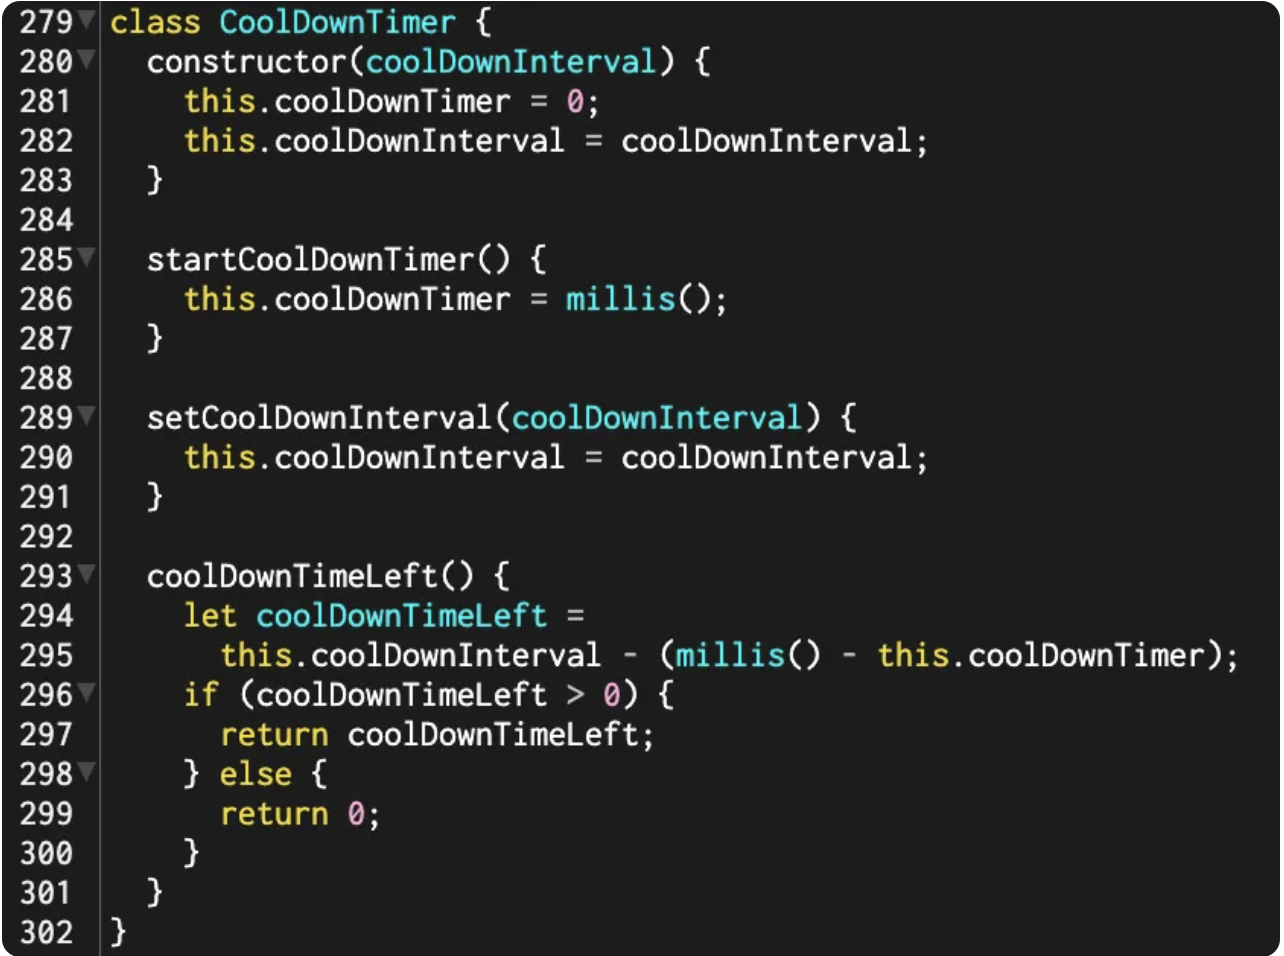 279 class CoolDownTimer {
280   constructor(coolDownInterval) {
281     this.coolDownTimer = 0;
282     this.coolDownInterval = coolDownInterval;
283   }
284
285   startCoolDownTimer() {
286     this.coolDownTimer = millis();
287   }
288
289   setCoolDownInterval(coolDownInterval) {
290     this.coolDownInterval = coolDownInterval;
291   }
292
293   coolDownTimeLeft() {
294     let coolDownTimeLeft =
295       this.coolDownInterval - (millis() - this.coolDownTimer);
296     if (coolDownTimeLeft > 0) {
297       return coolDownTimeLeft;
298     } else {
299       return 0;
300     }
301   }
302 }